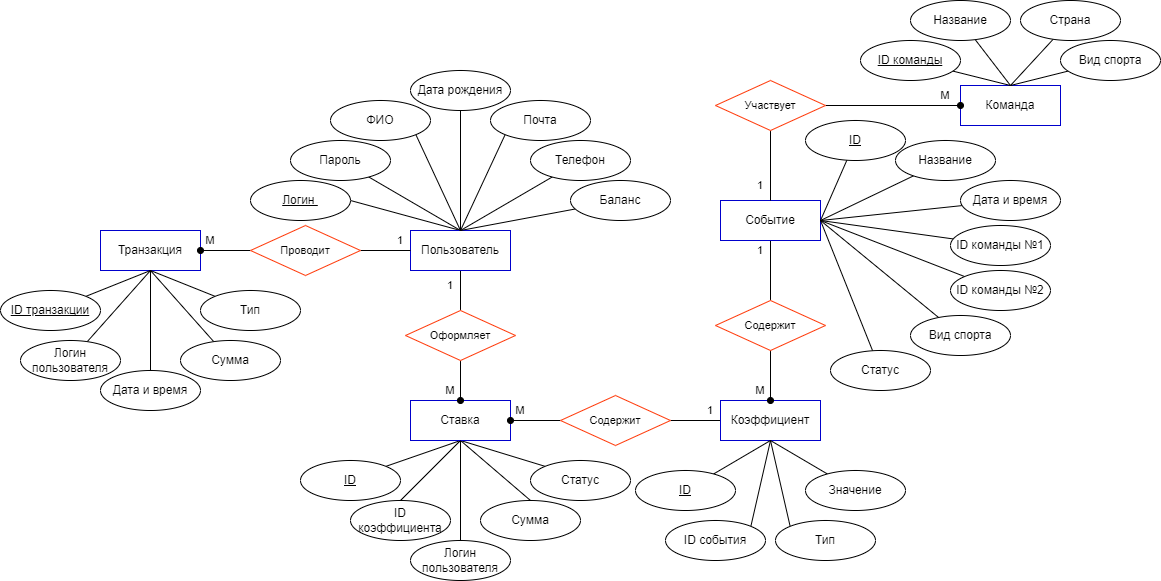 Название
Страна
ID команды
Вид спорта
Команда
M
Участвует
1
Дата рождения
ФИО
Почта
Пароль
Телефон
Логин
Баланс
Транзакция
M
Проводит
1
Пользователь
ID транзакции
Тип
Логин
пользователя
Сумма
Дата и время
ID
Название
Дата и время
Событие
ID команды №1
ID команды №2
Вид спорта
Статус
1
Содержит
M
1
Оформляет
M
Ставка
M
Содержит
1
Коэффициент
ID
Статус
ID
коэффициента
Сумма
Логин
пользователя
ID
Значение
ID события
Тип